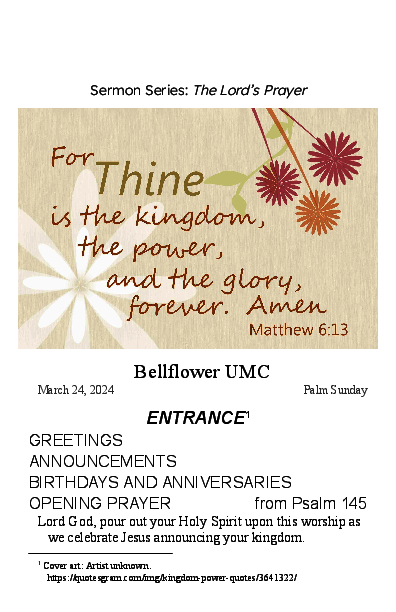 Sermon Series: The Lord's Prayer
For Thine
is the kingdom,
the power,
and the glory,
forever. Amen
Matthew 6:13
Bellflower UMC
March 24, 2024 Palm Sunday
ENTRANCE¹
GREETINGS
ANNOUNCEMENTS
BIRTHDAYS AND ANNIVERSARIES
OPENING PRAYER from Psalm 145
Lord God, pour out your Holy Spirit upon this worship as
we celebrate Jesus announcing your kingdom.
¹ Cover art: Artist unknown.
https://quotesgram.com/img/kingdom-power-quotes/3641322/